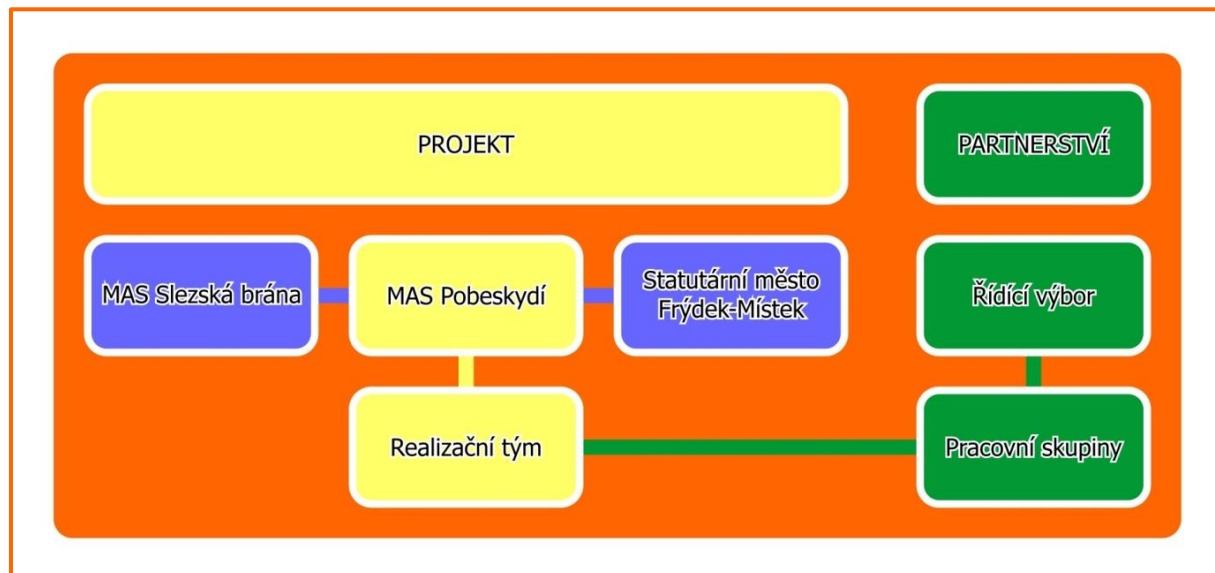 PROJEKT
PARTNERSTVÍ
MAS Slezská brána
MAS Pobeskydí
Statutární město
Frýdek-Místek
Řídící výbor
Realizační tým
Pracovní skupiny